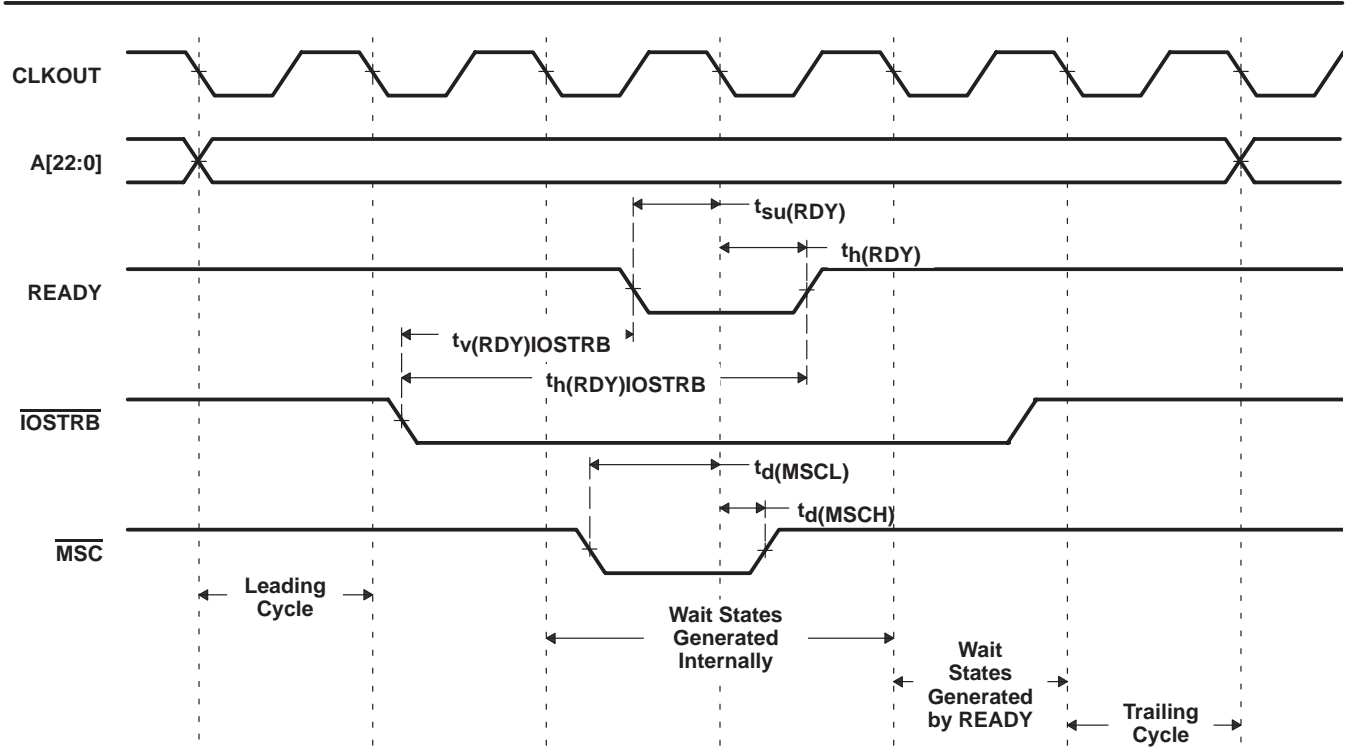 CLKOUT
A[22:0]
tsu(RDY)
th(RDY)
READY
tv(RDY)IOSTRB
th(RDY)IOSTRB
IOSTRB
td(MSCL)
td(MSCH)
MSC
Leading
Cycle
Wait States
Generated
Internally
Wait
States
Generated
by READY
Trailing
Cycle